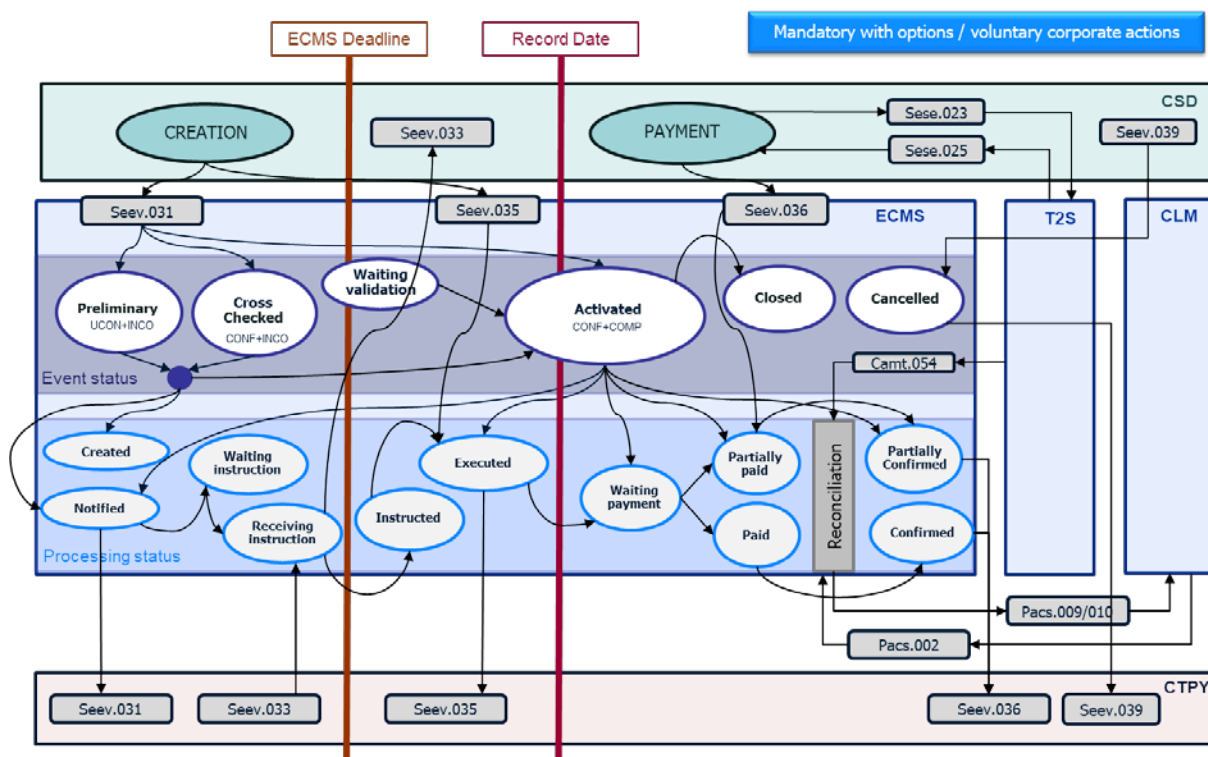 ECMS Deadline
Record Date
Mandatory with options / voluntary corporate actions
CSD
CREATION
Seev.033
PAYMENT
Sese.023
Sese.025
Seev.039
Seev.031
Seev.035
Seev.036
ECMS
T2S
CLM
Waiting
validation
Preliminary
UCON+INCO
Cross
Checked
CONF+INCO
Activated
CONF+COMP
Closed
Cancelled
Event status
Camt.054
Created
Waiting
instruction
Executed
Partially
paid
Partially
Confirmed
Notified
Receiving
instruction
Instructed
Waiting
payment
Paid
Reconciliation
Confirmed
Processing status
Pacs.009/010
Pacs.002
CTPY
Seev.031
Seev.033
Seev.035
Seev.036
Seev.039